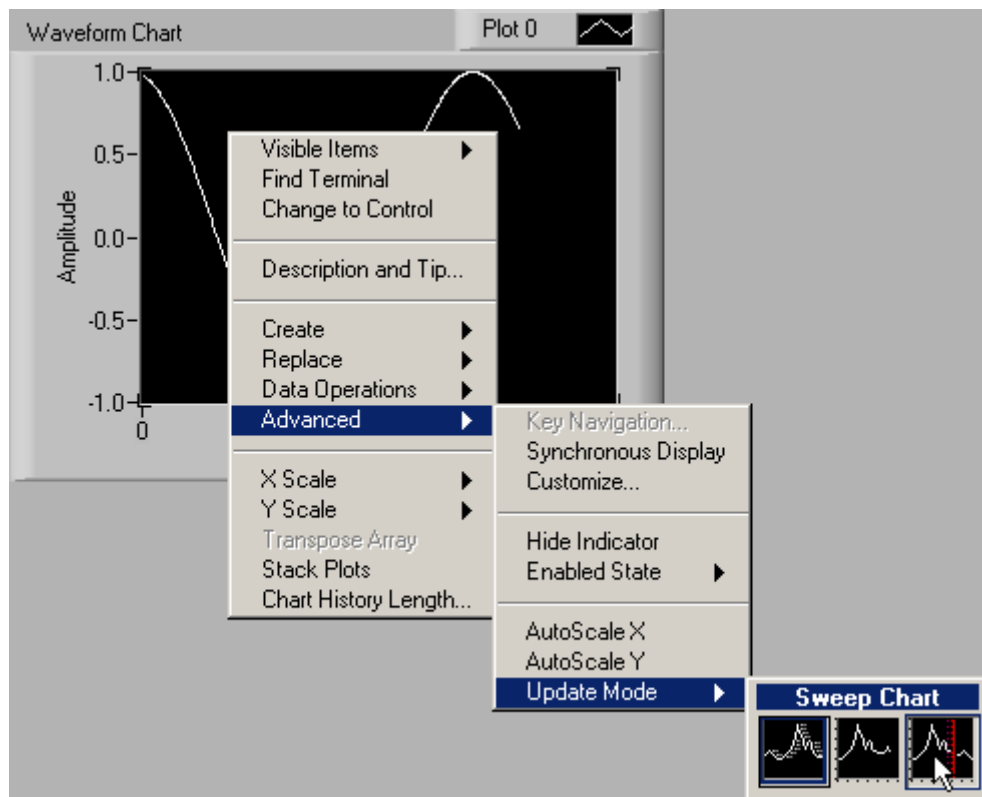 Waveform Chart
Plot 0
1.0
0.5
0.0
-0.5
-1.0
Amplitude
0
Visible Items
Find Terminal
Change to Control
Description and Tip...
Create
Replace
Data Operations
Advanced
X Scale
Y Scale
Transpose Array
Stack Plots
Chart History Length...
Key Navigation...
Synchronous Display
Customize...
Hide Indicator
Enabled State
AutoScale X
AutoScale Y
Update Mode
Sweep Chart